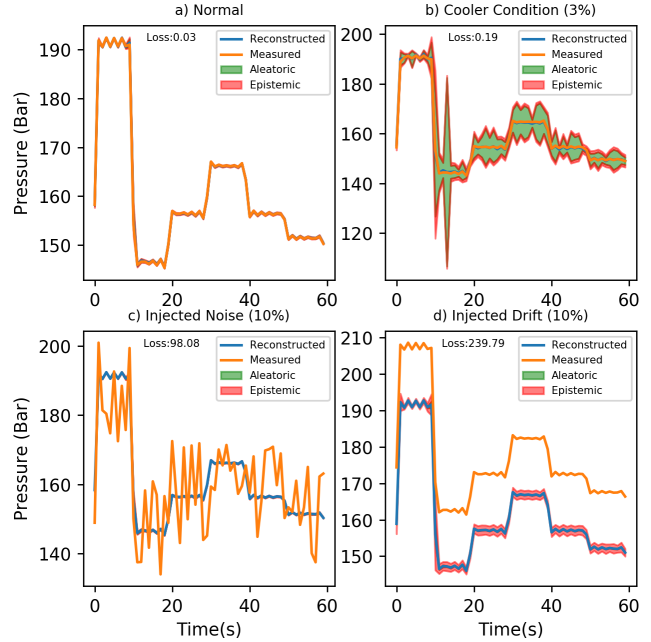 a) Normal
b) Cooler Condition (3%)
Loss:0.03
Reconstructed
Measured
Aleatoric
Epistemic
190
180
170
160
150
Pressure (Bar)
0
20
40
60
Loss:0.19
Reconstructed
Measured
Aleatoric
Epistemic
200
180
160
140
120
0
20
40
60
c) Injected Noise (10%)
d) Injected Drift (10%)
Loss:98.08
Reconstructed
Measured
Aleatoric
Epistemic
200
180
160
140
Pressure (Bar)
0
20
40
60
Time(s)
Loss:239.79
Reconstructed
Measured
Aleatoric
Epistemic
210
200
190
180
170
160
150
0
20
40
60
Time(s)